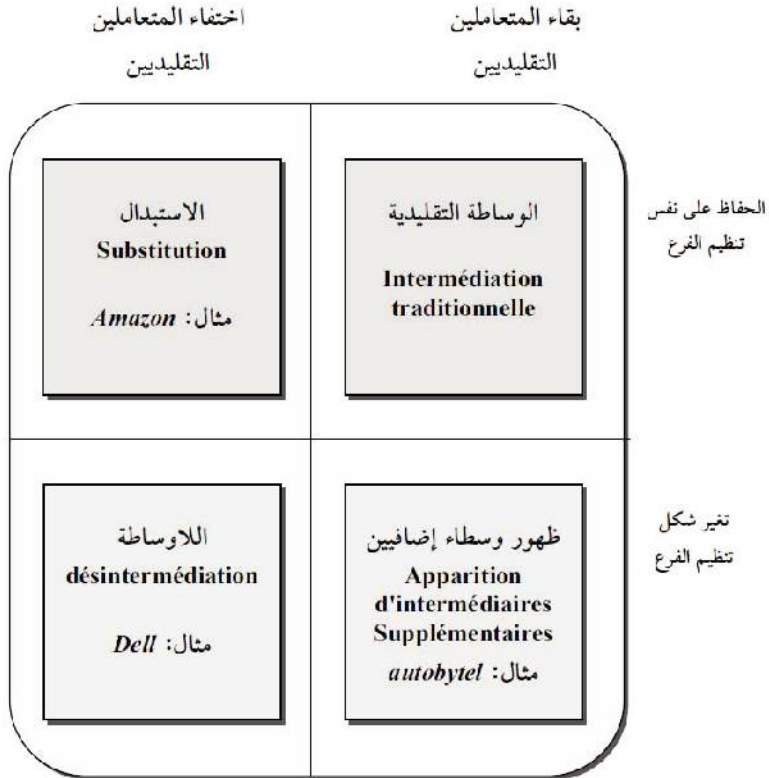 بقاء المتعاملين
التقليديين
اختفاء المتعاملين
التقليديين
الحفاظ على نفس
تنظيم الفرع
الوساطة التقليدية
Intermédiation
traditionnelle
الاستبدال
Substitution
مثال: Amazon
تغير شكل
تنظيم الفرع
ظهور وسطاء إضافيين
Apparition
d'intermédiaires
Supplémentaires
مثال: autobytel
اللاوساطة
désintermédiation
مثال: Dell